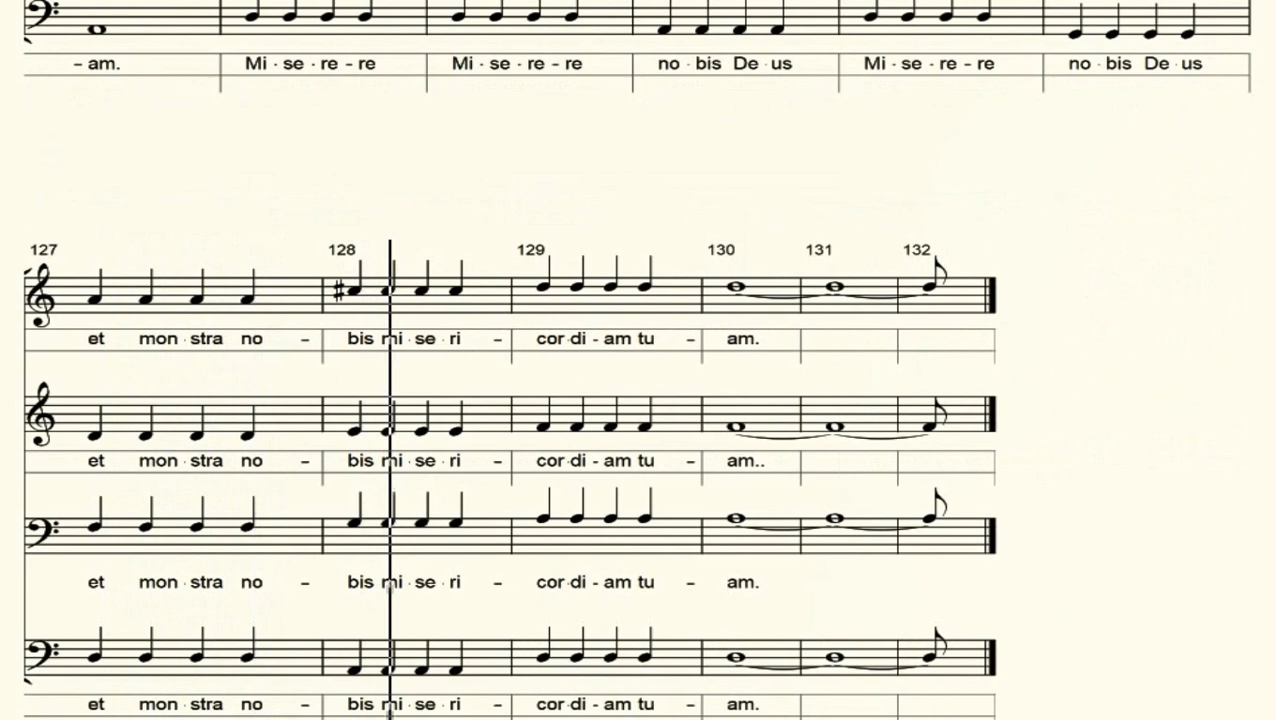 - am. Mi - se - re - re Mi - se - re - re no - bis De - us Mi - se - re - re no - bis De - us
127 128 129 130 131 132
et mon - stra no - bis mi - se - ri - cor - di - am tu - am.
et mon - stra no - bis mi - se - ri - cor - di - am tu - am..
et mon - stra no - bis mi - se - ri - cor - di - am tu - am.
et mon - stra no - bis mi - se - ri - cor - di - am tu - am.